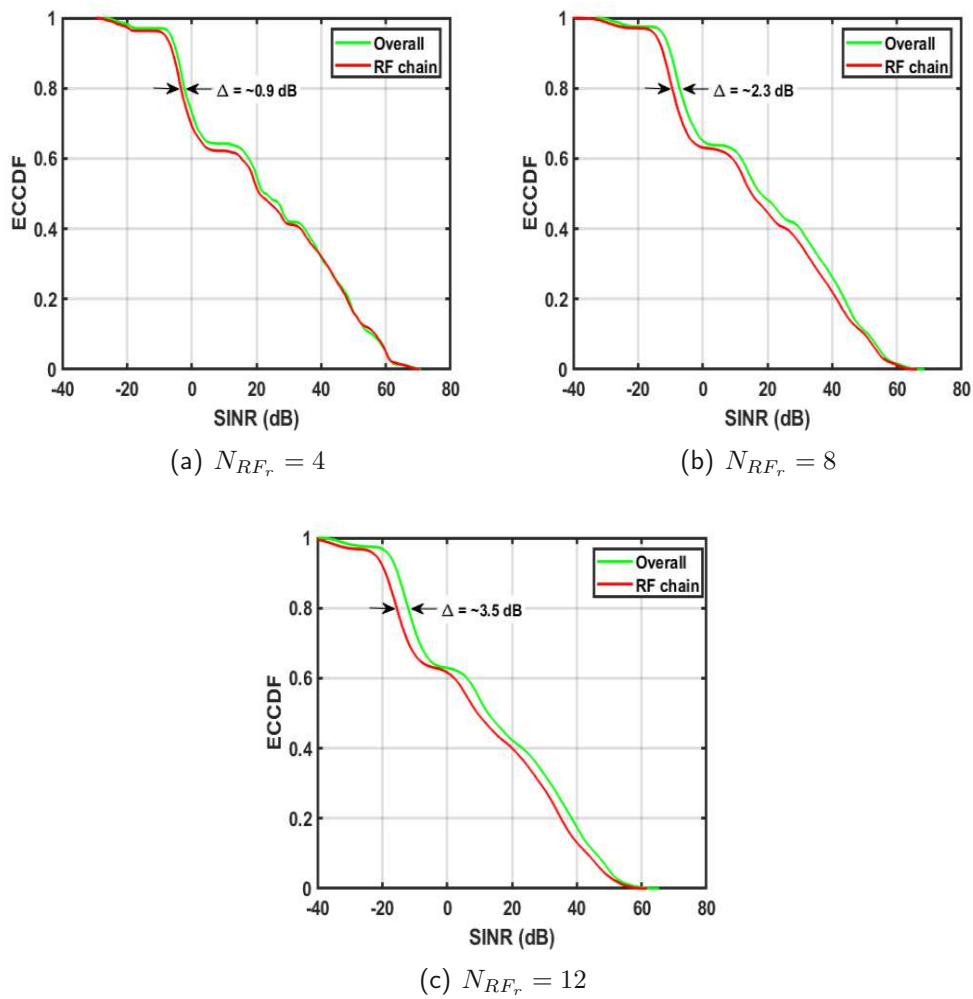 1
0.8
0.6
0.4
0.2
0
ECCDF
Overall
RF chain
Δ = ~0.9 dB
-40 -20 0 20 40 60 80
SINR (dB)
(a) N_{RF_r} = 4
1
0.8
0.6
0.4
0.2
0
ECCDF
Overall
RF chain
Δ = ~2.3 dB
-40 -20 0 20 40 60 80
SINR (dB)
(b) N_{RF_r} = 8
1
0.8
0.6
0.4
0.2
0
ECCDF
Overall
RF chain
Δ = ~3.5 dB
-40 -20 0 20 40 60 80
SINR (dB)
(c) N_{RF_r} = 12